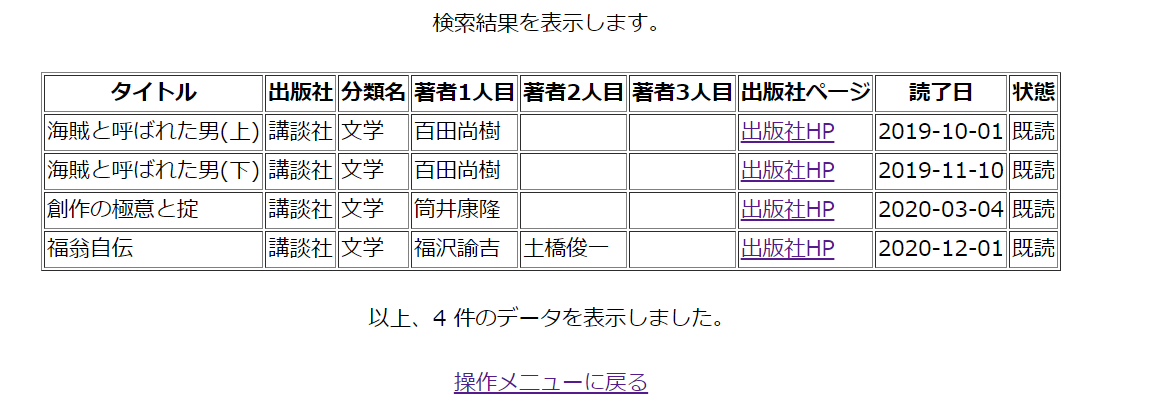 検索結果を表示します。
タイトル 出版社 分類名 著者1人目 著者2人目 著者3人目 出版社ページ 読了日 状態
海賊と呼ばれた男(上) 講談社 文学 百田尚樹 出版社HP 2019-10-01 既読
海賊と呼ばれた男(下) 講談社 文学 百田尚樹 出版社HP 2019-11-10 既読
創作の極意と掟 講談社 文学 筒井康隆 出版社HP 2020-03-04 既読
福翁自伝 講談社 文学 福沢諭吉 土橋俊一 出版社HP 2020-12-01 既読
以上、4 件のデータを表示しました。
操作メニューに戻る